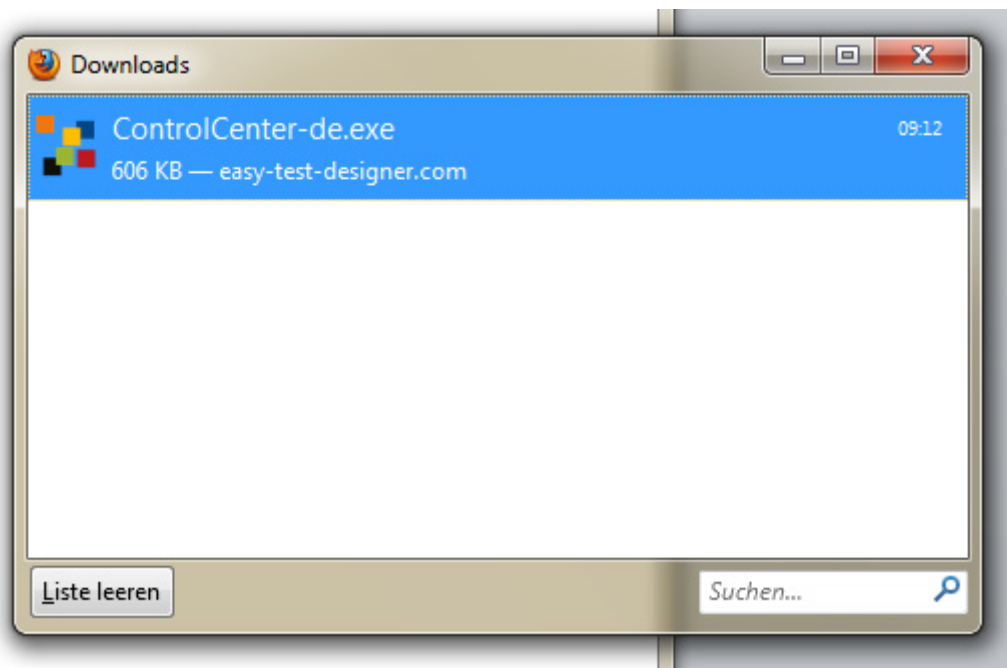 Downloads
ControlCenter-de.exe
09:12
606 KB — easy-test-designer.com
Liste leeren
Suchen...